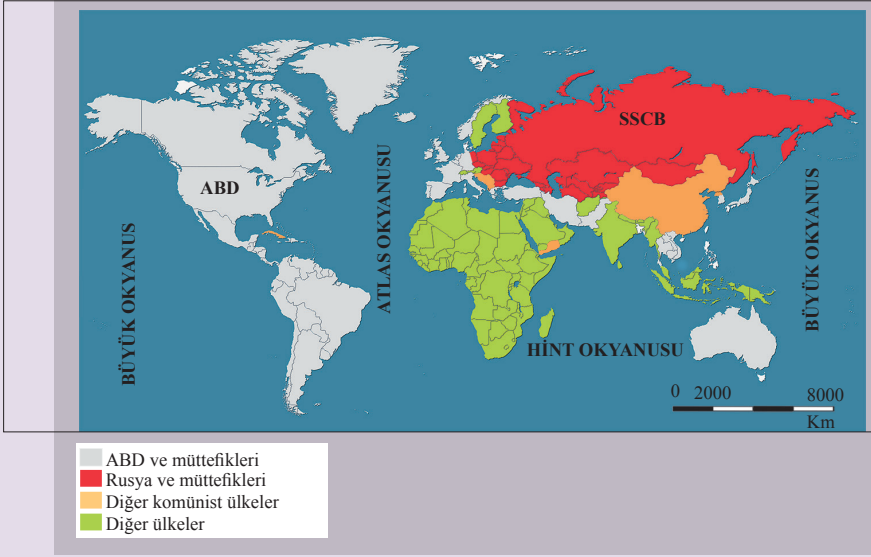 SSCB
ABD
BÜYÜK OKYANUS
ATLAS OKYANUSU
BÜYÜK OKYANUS
HİNT OKYANUSU
0 2000 8000
Km
ABD ve müttefikleri
Rusya ve müttefikleri
Diğer komünist ülkeler
Diğer ülkeler